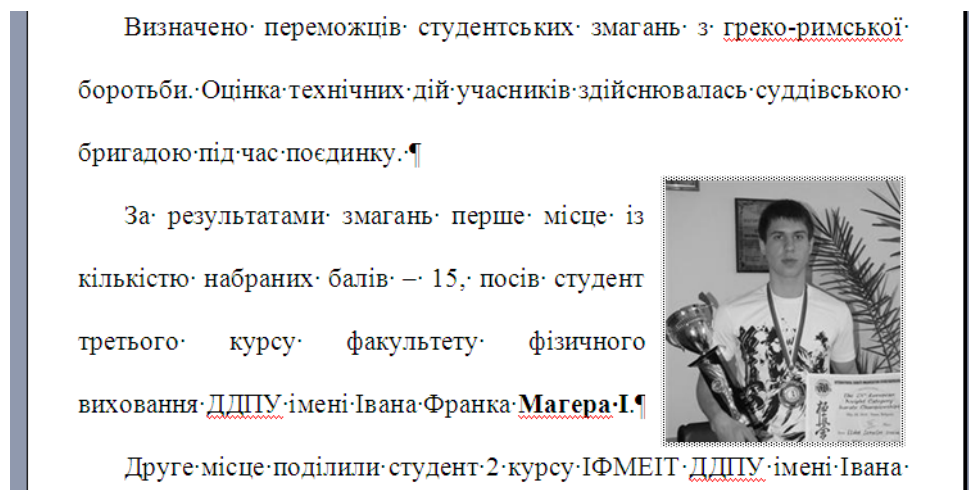 Визначено переможців студентських змагань з греко-римської
боротьби. Оцінка технічних дій учасників здійснювалась суддівською
бригадою під час поєдинку. ¶
За результатами змагань перше місце із
кількістю набраних балів – 15, посів студент
третього курсу факультету фізичного
виховання ДДПУ імені Івана Франка Магера І.¶
Друге місце поділили студент 2 курсу ІФМЕІТ ДДПУ імені Івана